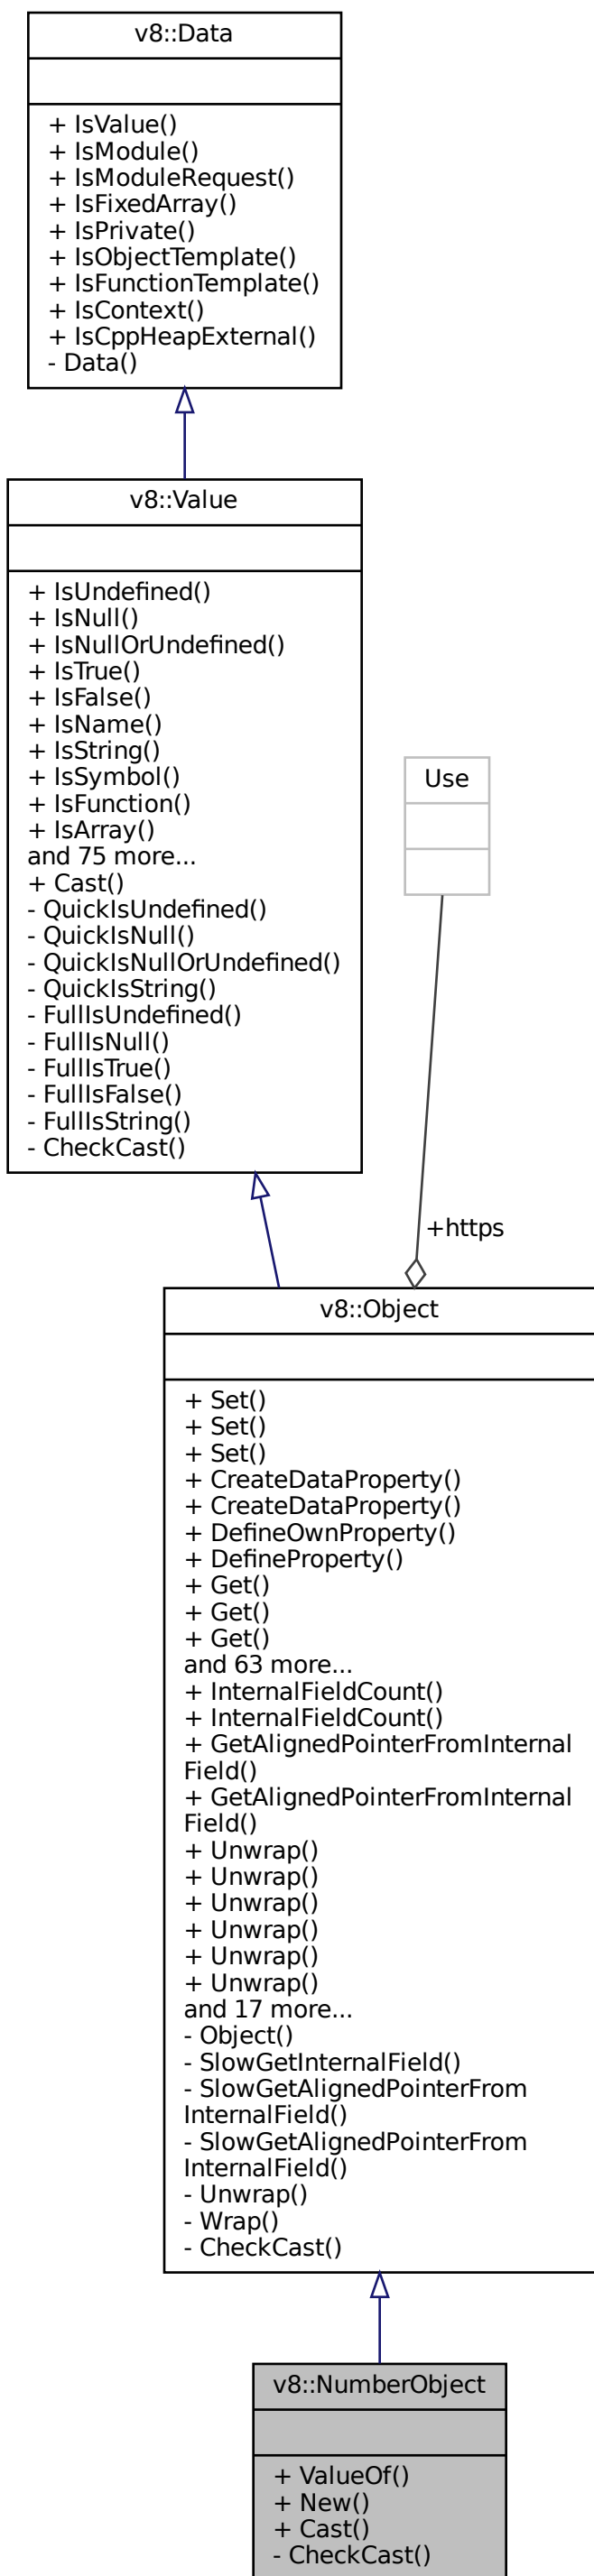 v8::Data
+ IsValue()
+ IsModule()
+ IsModuleRequest()
+ IsFixedArray()
+ IsPrivate()
+ IsObjectTemplate()
+ IsFunctionTemplate()
+ IsContext()
+ IsCppHeapExternal()
- Data()
v8::Value
+ IsUndefined()
+ IsNull()
+ IsNullOrUndefined()
+ IsTrue()
+ IsFalse()
+ IsName()
+ IsString()
+ IsSymbol()
+ IsFunction()
+ IsArray()
and 75 more...
+ Cast()
- QuickIsUndefined()
- QuickIsNull()
- QuickIsNullOrUndefined()
- QuickIsString()
- FullIsUndefined()
- FullIsNull()
- FullIsTrue()
- FullIsFalse()
- FullIsString()
- CheckCast()
Use
+https
v8::Object
+ Set()
+ Set()
+ Set()
+ CreateDataProperty()
+ CreateDataProperty()
+ DefineOwnProperty()
+ DefineProperty()
+ Get()
+ Get()
+ Get()
and 63 more...
+ InternalFieldCount()
+ InternalFieldCount()
+ GetAlignedPointerFromInternal
Field()
+ GetAlignedPointerFromInternal
Field()
+ Unwrap()
+ Unwrap()
+ Unwrap()
+ Unwrap()
+ Unwrap()
+ Unwrap()
and 17 more...
- Object()
- SlowGetInternalField()
- SlowGetAlignedPointerFrom
InternalField()
- SlowGetAlignedPointerFrom
InternalField()
- Unwrap()
- Wrap()
- CheckCast()
v8::NumberObject
+ ValueOf()
+ New()
+ Cast()
- CheckCast()